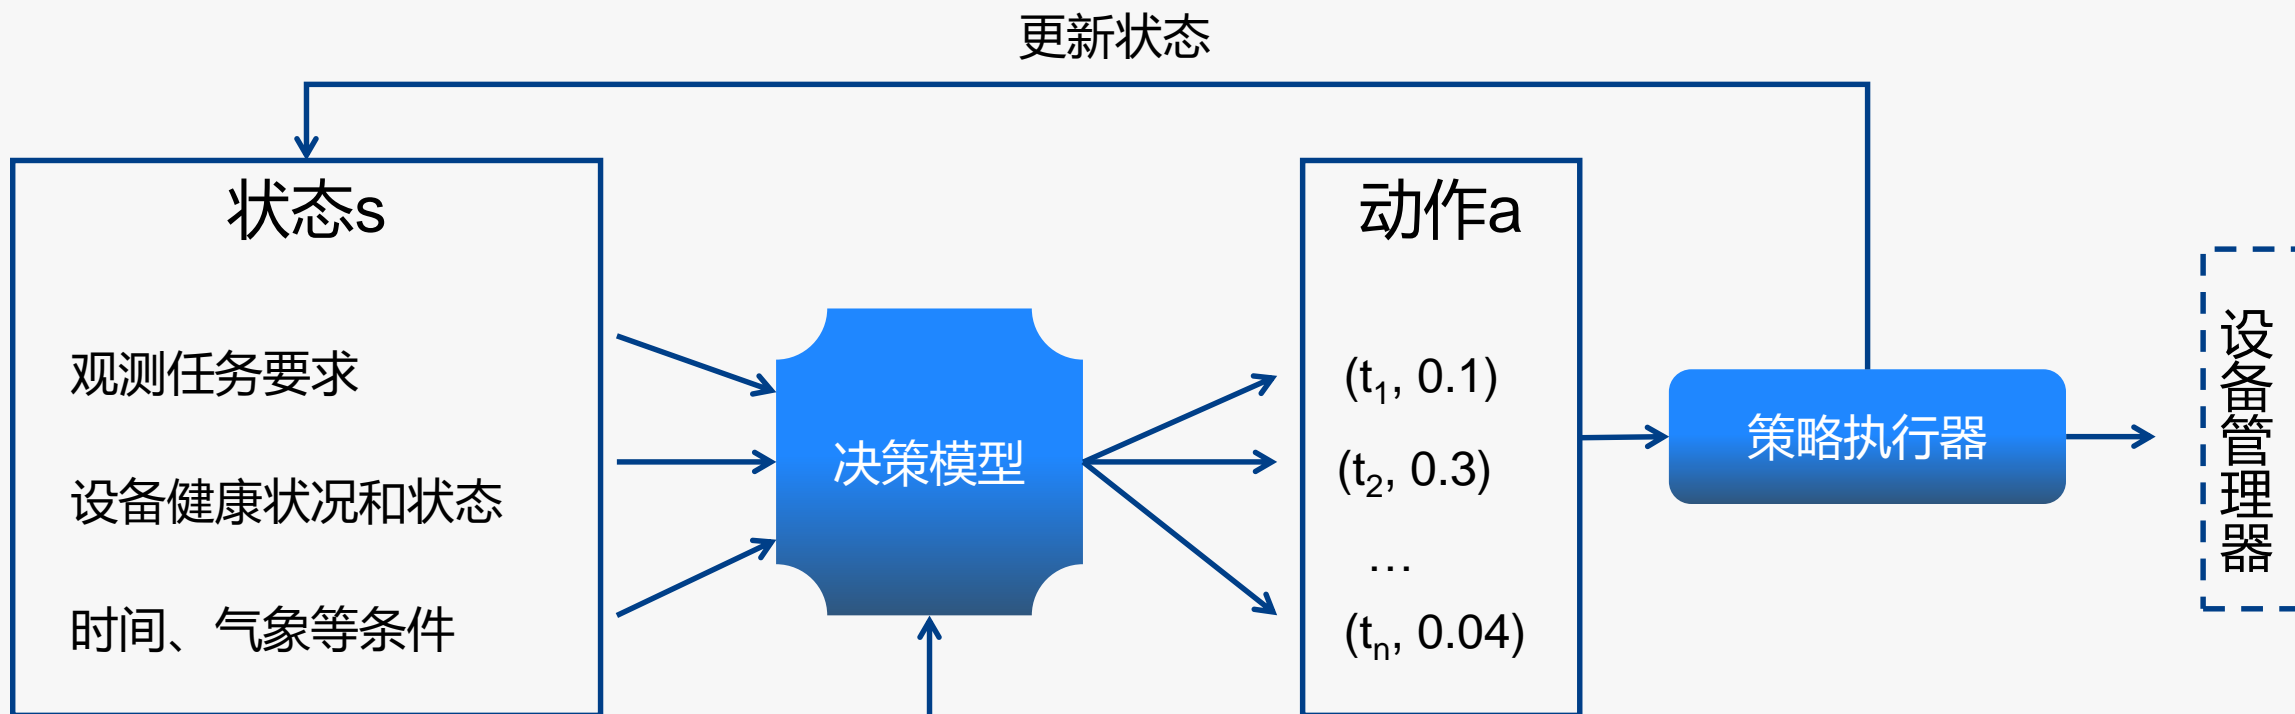 更新状态
状态s
观测任务要求
设备健康状况和状态
时间、气象等条件
决策模型
动作a
(t₁, 0.1)
(t₂, 0.3)
…
(tₙ, 0.04)
策略执行器
设备管理器